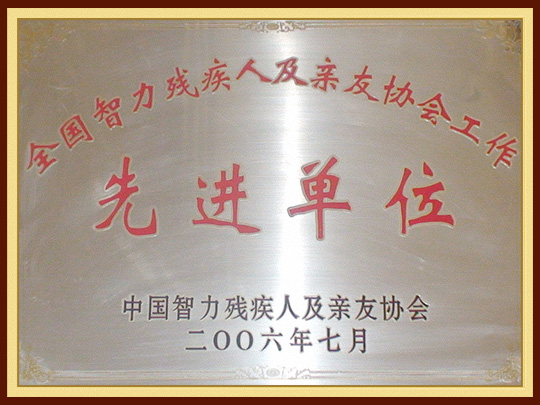 全国智力残疾人及亲友协会工作
先进单位
中国智力残疾人及亲友协会
二〇〇六年七月